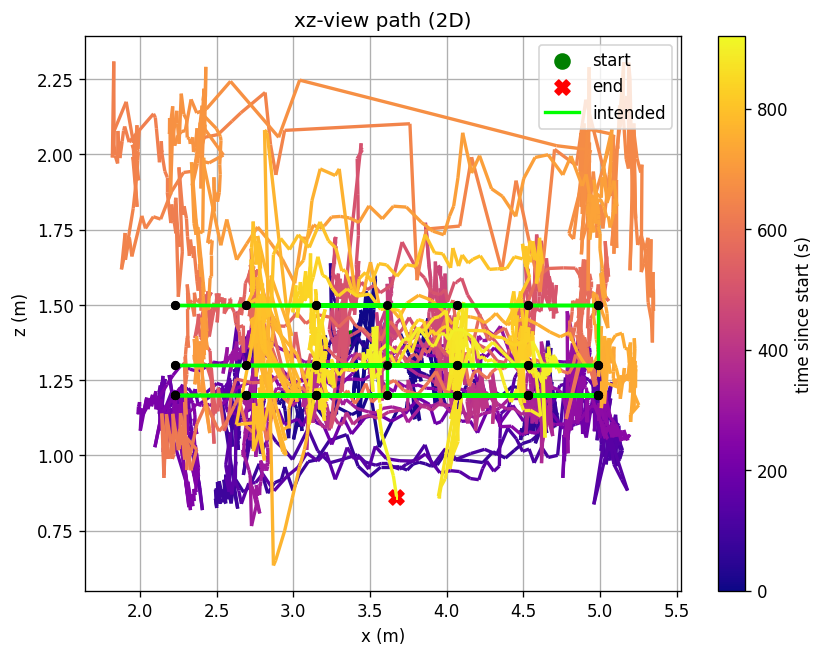 xz-view path (2D)
start
end
intended
2.25
2.00
1.75
1.50
1.25
1.00
0.75
z (m)
2.0 2.5 3.0 3.5 4.0 4.5 5.0 5.5
x (m)
800
600
400
200
0
time since start (s)